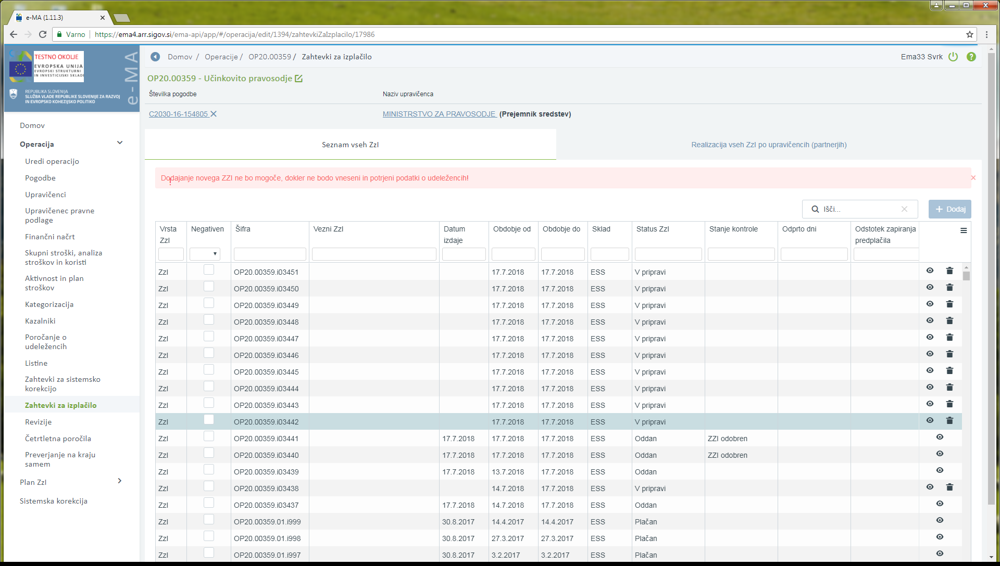 e-MA (1.11.3)
Varno
https://ema4.arr.sigov.si/ema-api/app/#/operacija/edit/1394/zahtevkiZaIzplacilo/17986
TESTNO OKOLJE
EVROPSKA UNIJA
EVROPSKI STRUKTURNI
IN INVESTICIJSKI SKLADI
e-MA
REPUBLIKA SLOVENIJA
SLUŽBA VLADE REPUBLIKE SLOVENIJE ZA RAZVOJ
IN EVROPSKO KOHEZIJSKO POLITIKO
Domov
Operacija
Uredi operacijo
Pogodbe
Upravičenci
Upravičenec pravne
podlage
Finančni načrt
Skupni stroški, analiza
stroškov in koristi
Aktivnost in plan
stroškov
Kategorizacija
Kazalniki
Poročanje o
udeležencih
Listine
Zahtevki za sistemsko
korekcijo
Zahtevki za izplačilo
Revizije
Četrtletna poročila
Preverjanje na kraju
samem
Plan ZzI
Sistemska korekcija
Domov / Operacije / OP20.00359 / Zahtevki za izplačilo
Ema33 Svrk
OP20.00359 - Učinkovito pravosodje
Številka pogodbe Naziv upravičenca
C2030-16-154805 MINISTRSTVO ZA PRAVOSODJE (Prejemnik sredstev)
Seznam vseh ZzI Realizacija vseh ZzI po upravičencih (partnerjih)
Dodajanje novega ZZI ne bo mogoče, dokler ne bodo vneseni in potrjeni podatki o udeležencih!
Išči...
+ Dodaj
Vrsta ZzI Negativen Šifra Vezni ZzI Datum izdaje Obdobje od Obdobje do Sklad Status ZzI Stanje kontrole Odprto dni Odstotek zapiranja predplačila
ZzI OP20.00359.i03451 17.7.2018 17.7.2018 ESS V pripravi
ZzI OP20.00359.i03450 17.7.2018 17.7.2018 ESS V pripravi
ZzI OP20.00359.i03449 17.7.2018 17.7.2018 ESS V pripravi
ZzI OP20.00359.i03448 17.7.2018 17.7.2018 ESS V pripravi
ZzI OP20.00359.i03447 17.7.2018 17.7.2018 ESS V pripravi
ZzI OP20.00359.i03446 17.7.2018 17.7.2018 ESS V pripravi
ZzI OP20.00359.i03445 17.7.2018 17.7.2018 ESS V pripravi
ZzI OP20.00359.i03444 17.7.2018 17.7.2018 ESS V pripravi
ZzI OP20.00359.i03443 17.7.2018 17.7.2018 ESS V pripravi
ZzI OP20.00359.i03442 17.7.2018 17.7.2018 ESS V pripravi
ZzI OP20.00359.i03441 17.7.2018 17.7.2018 17.7.2018 ESS Oddan ZZI odobren
ZzI OP20.00359.i03440 17.7.2018 17.7.2018 17.7.2018 ESS Oddan ZZI odobren
ZzI OP20.00359.i03439 17.7.2018 13.7.2018 17.7.2018 ESS Oddan
ZzI OP20.00359.i03438 14.7.2018 17.7.2018 ESS V pripravi
ZzI OP20.00359.i03437 17.7.2018 14.7.2018 17.7.2018 ESS Oddan
ZzI OP20.00359.01.i999 30.8.2017 14.4.2017 14.4.2017 ESS Plačan
ZzI OP20.00359.01.i998 30.8.2017 27.3.2017 27.3.2017 ESS Plačan
ZzI OP20.00359.01.i997 30.8.2017 3.2.2017 3.2.2017 ESS Plačan